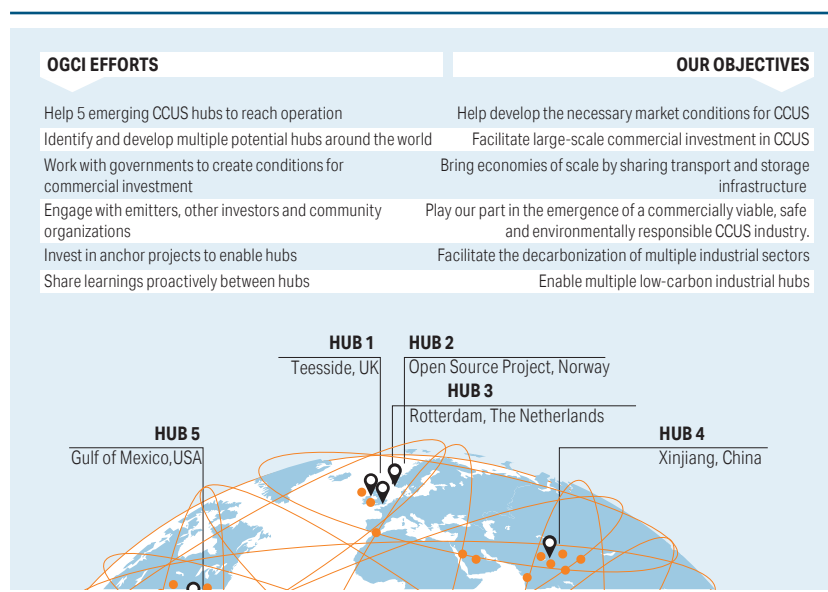 OGCI EFFORTS
OUR OBJECTIVES
Help 5 emerging CCUS hubs to reach operation
Help develop the necessary market conditions for CCUS
Identify and develop multiple potential hubs around the world
Facilitate large-scale commercial investment in CCUS
Work with governments to create conditions for
commercial investment
Bring economies of scale by sharing transport and storage
infrastructure
Engage with emitters, other investors and community
organizations
Play our part in the emergence of a commercially viable, safe
and environmentally responsible CCUS industry.
Invest in anchor projects to enable hubs
Facilitate the decarbonization of multiple industrial sectors
Share learnings proactively between hubs
Enable multiple low-carbon industrial hubs
HUB 1
Teesside, UK
HUB 2
Open Source Project, Norway
HUB 3
Rotterdam, The Netherlands
HUB 5
Gulf of Mexico,USA
HUB 4
Xinjiang, China